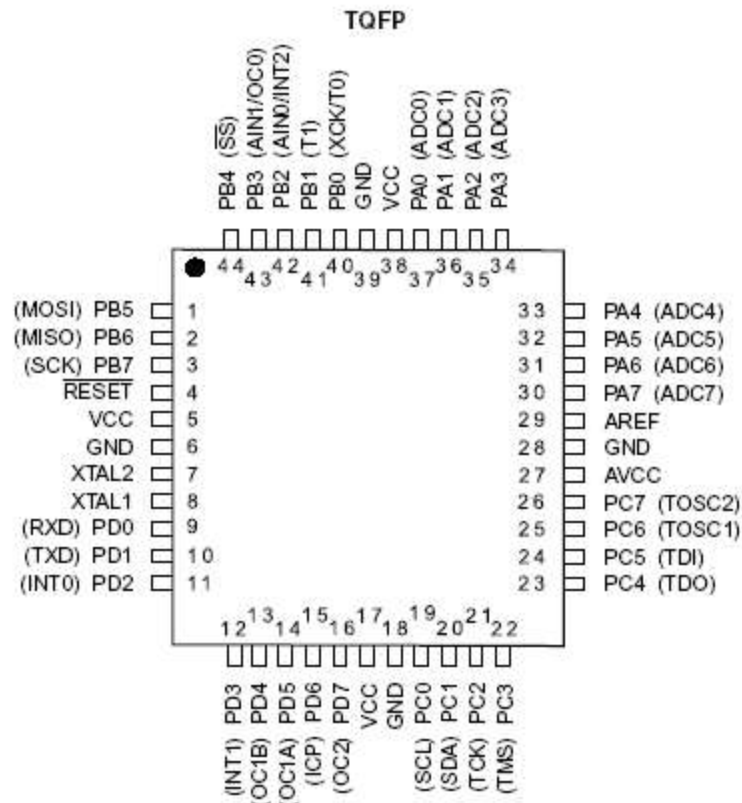 TQFP
PB4 (SS)
PB3 (AIN1/OC0)
PB2 (AIN0/INT2)
PB1 (T1)
PB0 (XCK/T0)
GND
VCC
PA0 (ADC0)
PA1 (ADC1)
PA2 (ADC2)
PA3 (ADC3)
44 43 42 41 40 39 38 37 36 35 34
(MOSI) PB5 1
(MISO) PB6 2
(SCK) PB7 3
RESET 4
VCC 5
GND 6
XTAL2 7
XTAL1 8
(RXD) PD0 9
(TXD) PD1 10
(INT0) PD2 11
33 PA4 (ADC4)
32 PA5 (ADC5)
31 PA6 (ADC6)
30 PA7 (ADC7)
29 AREF
28 GND
27 AVCC
26 PC7 (TOSC2)
25 PC6 (TOSC1)
24 PC5 (TDI)
23 PC4 (TDO)
12 13 14 15 16 17 18 19 20 21 22
(INT1) PD3
(OC1B) PD4
(OC1A) PD5
(ICP) PD6
(OC2) PD7
VCC
GND
(SCL) PC0
(SDA) PC1
(TCK) PC2
(TMS) PC3